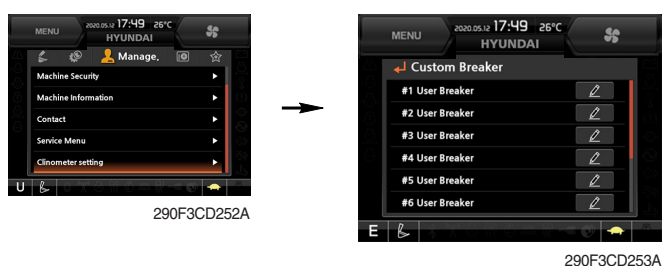 MENU
2020.05.12 17:49 26°C
HYUNDAI
Manage.
Machine Security
Machine Information
Contact
Service Menu
Clinometer setting
U
290F3CD252A
MENU
2020.05.12 17:49 26°C
HYUNDAI
Custom Breaker
#1 User Breaker
#2 User Breaker
#3 User Breaker
#4 User Breaker
#5 User Breaker
#6 User Breaker
E
290F3CD253A